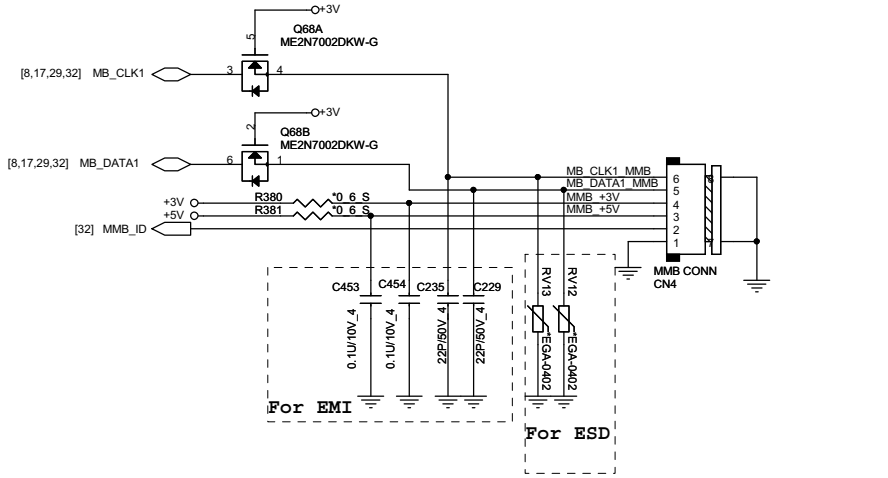 +3V
5
Q68A
ME2N7002DKW-G
[8,17,29,32] MB_CLK1
3
4
+3V
2
Q68B
ME2N7002DKW-G
[8,17,29,32] MB_DATA1
6
1
MB_CLK1_MMB
6
MB_DATA1_MMB
5
+3V
R380
*0_6_S
MMB_+3V
4
+5V
R381
*0_6_S
MMB_+5V
3
[32] MMB_ID
2
1
MMB CONN
CN4
C453
C454
C235
C229
0.1U/10V_4
0.1U/10V_4
22P/50V_4
22P/50V_4
RV13
RV12
*EGA-0402
*EGA-0402
For EMI
For ESD